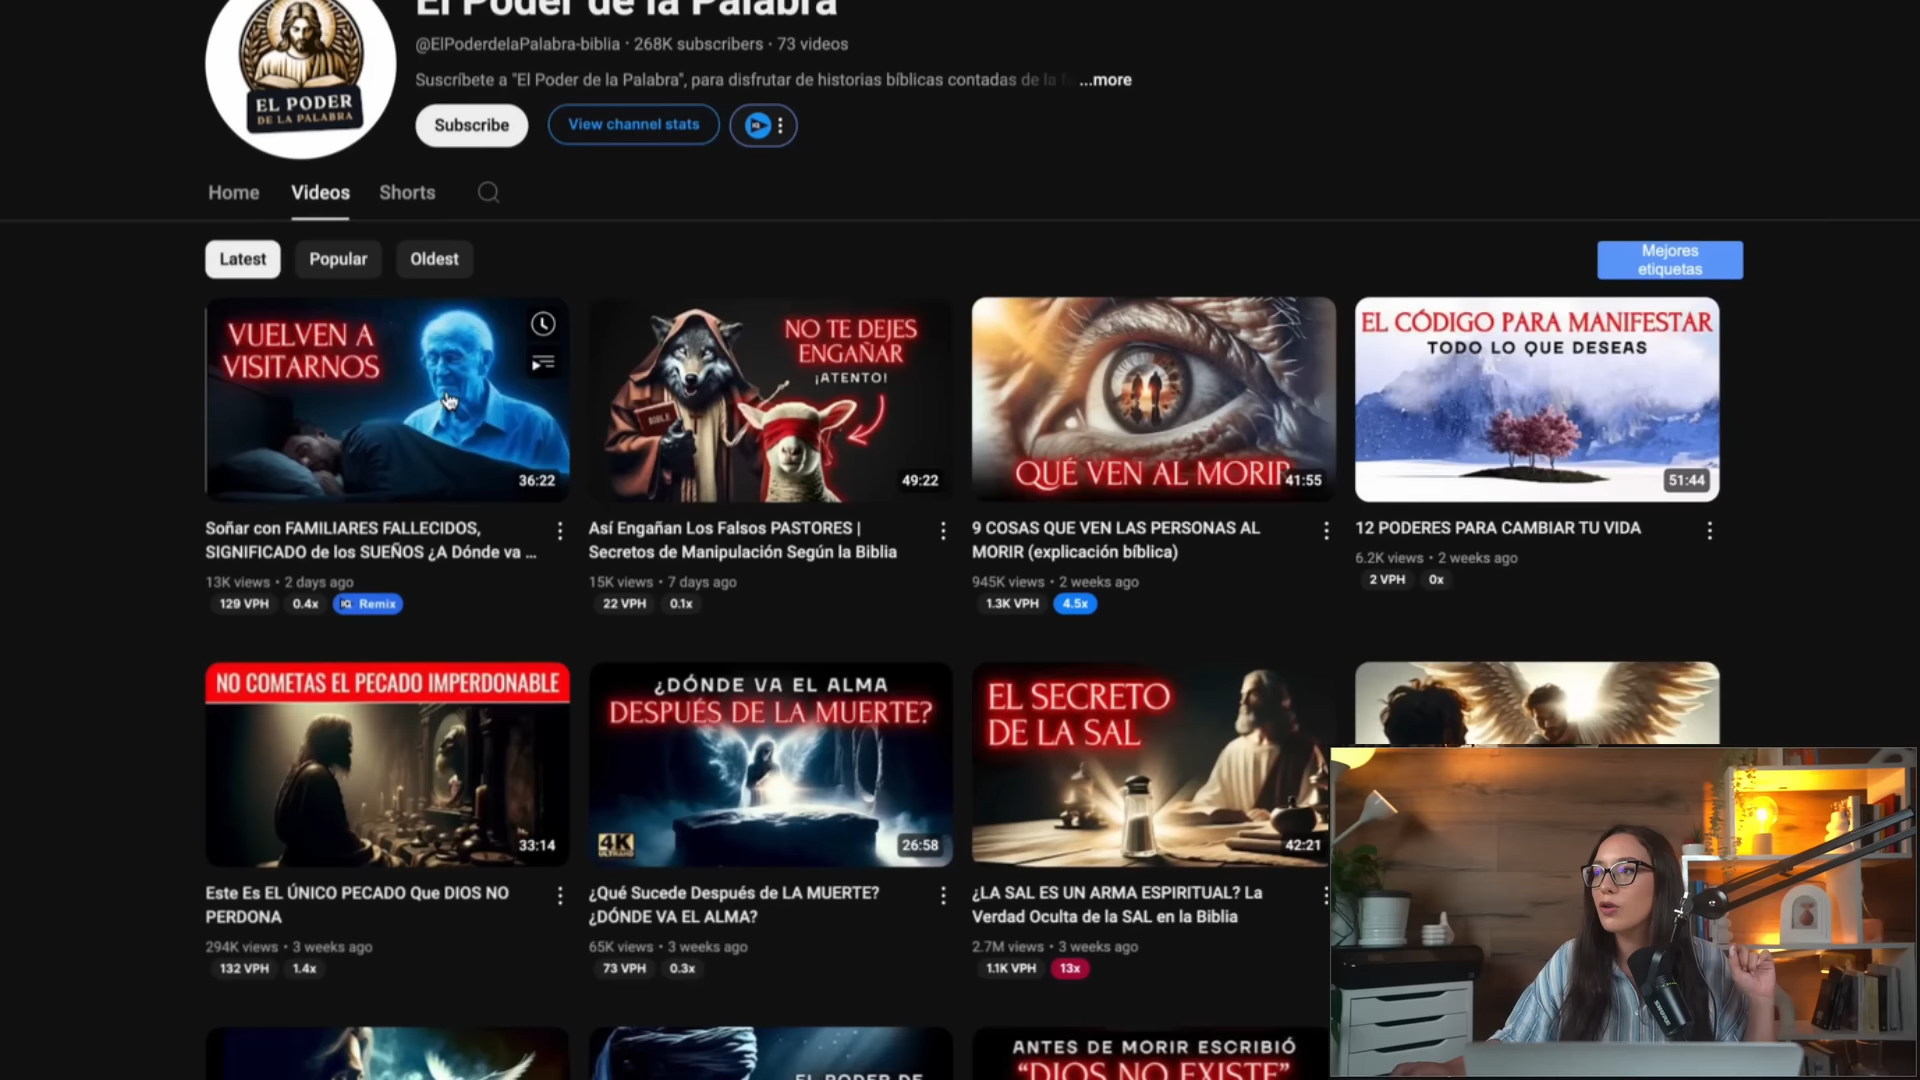 El Poder de la Palabra
@ElPoderdelaPalabra-biblia · 268K subscribers · 73 videos
Suscríbete a "El Poder de la Palabra", para disfrutar de historias bíblicas contadas de la ...more
EL PODER
DE LA PALABRA
Subscribe
View channel stats
Home
Videos
Shorts
Latest
Popular
Oldest
Mejores
etiquetas
VUELVEN A
VISITARNOS
36:22
NO TE DEJES
ENGAÑAR
¡ATENTO!
BIBLE
49:22
QUÉ VEN AL MORIR
41:55
EL CÓDIGO PARA MANIFESTAR
TODO LO QUE DESEAS
51:44
Soñar con FAMILIARES FALLECIDOS,
SIGNIFICADO de los SUEÑOS ¿A Dónde va ...
13K views • 2 days ago
129 VPH 0.4x IQ Remix
Así Engañan Los Falsos PASTORES |
Secretos de Manipulación Según la Biblia
15K views • 7 days ago
22 VPH 0.1x
9 COSAS QUE VEN LAS PERSONAS AL
MORIR (explicación bíblica)
945K views • 2 weeks ago
1.3K VPH 4.5x
12 PODERES PARA CAMBIAR TU VIDA
6.2K views • 2 weeks ago
2 VPH 0x
NO COMETAS EL PECADO IMPERDONABLE
33:14
¿DÓNDE VA EL ALMA
DESPUÉS DE LA MUERTE?
4K
ULTRAHD
26:58
EL SECRETO
DE LA SAL
42:21
Este Es EL ÚNICO PECADO Que DIOS NO
PERDONA
294K views • 3 weeks ago
132 VPH 1.4x
¿Qué Sucede Después de LA MUERTE?
¿DÓNDE VA EL ALMA?
65K views • 3 weeks ago
73 VPH 0.3x
¿LA SAL ES UN ARMA ESPIRITUAL? La
Verdad Oculta de la SAL en la Biblia
2.7M views • 3 weeks ago
1.1K VPH 13x
EL PODER DE
ANTES DE MORIR ESCRIBIÓ
"DIOS NO EXISTE"
SHURE